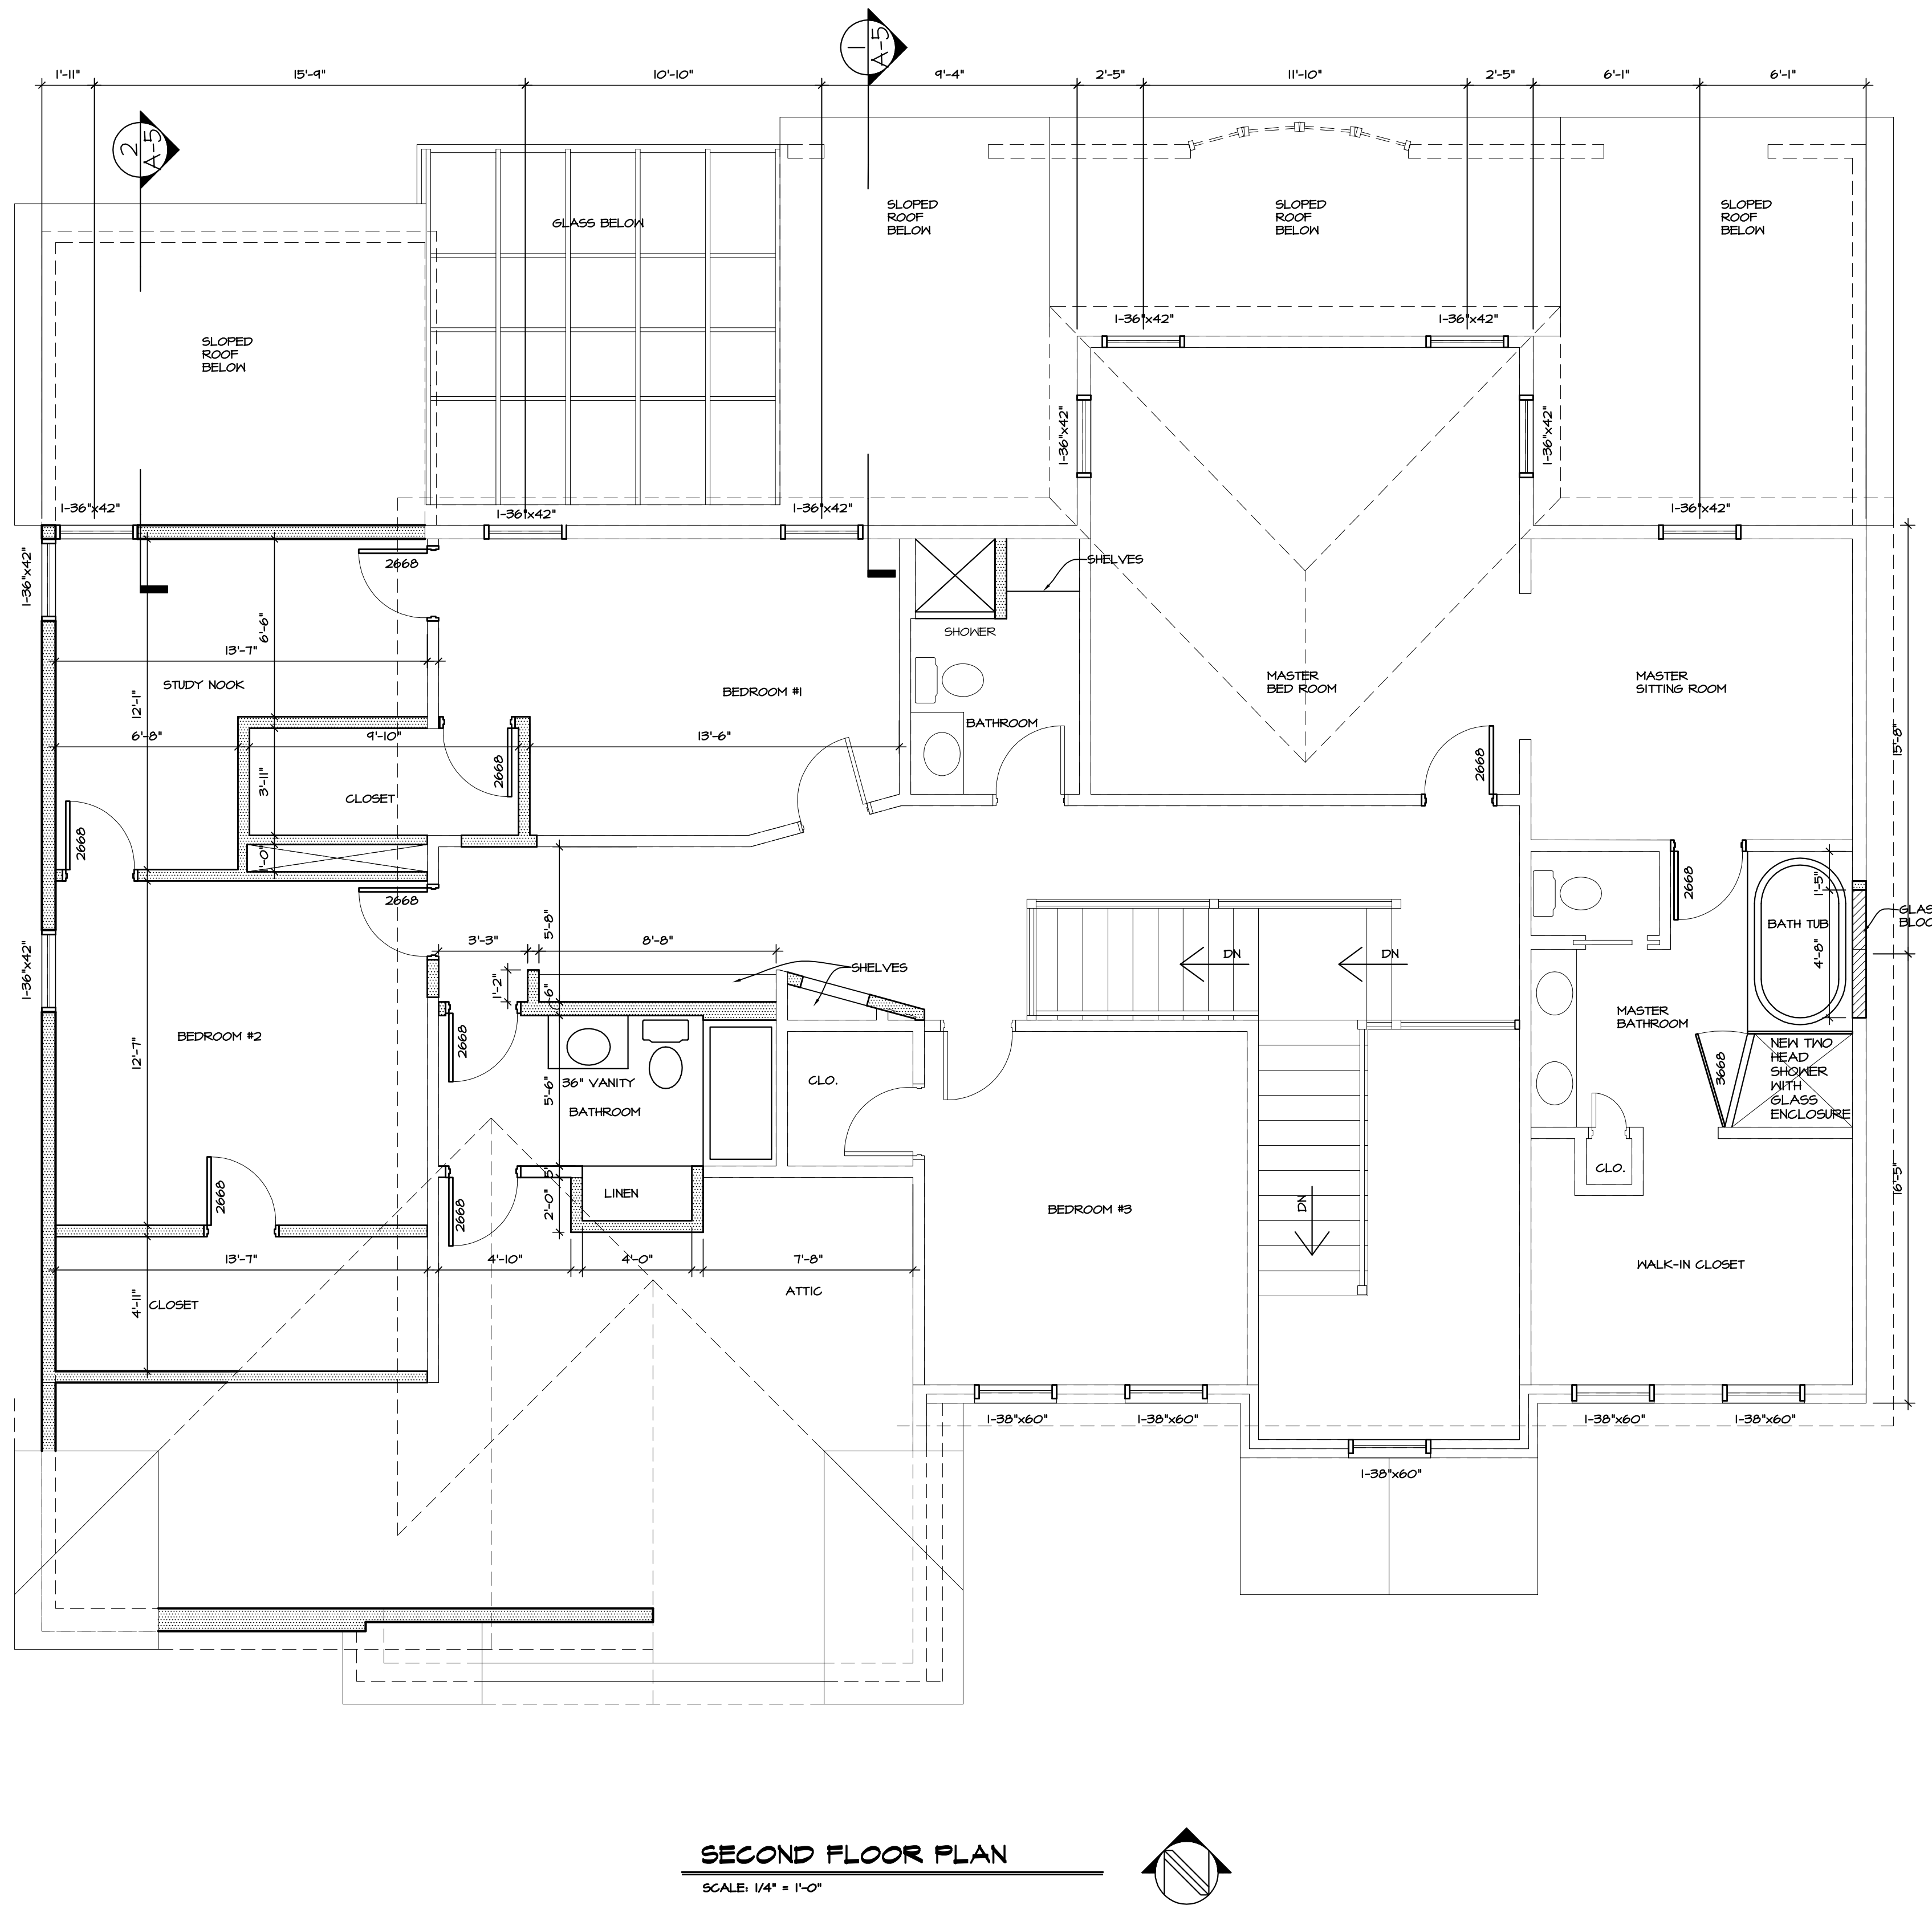 1
A-5
1'-11"
15'-9"
10'-10"
9'-4"
2'-5"
11'-10"
2'-5"
6'-1"
6'-1"
2
A-5
SLOPED
ROOF
BELOW
GLASS BELOW
SLOPED
ROOF
BELOW
SLOPED
ROOF
BELOW
SLOPED
ROOF
BELOW
1-36"x42"
1-36"x42"
1-36"x42"
1-36"x42"
1-36"x42"
1-36"x42"
1-36"x42"
1-36"x42"
1-36"x42"
2668
SHELVES
6'-6"
SHOWER
13'-7"
STUDY NOOK
12'-1"
BEDROOM #1
MASTER
BED ROOM
MASTER
SITTING ROOM
BATHROOM
6'-8"
9'-10"
13'-6"
15'-8"
2668
2668
3'-11"
CLOSET
2668
1'-0"
2668
2668
1'-5"
BATH TUB
4'-8"
GLAS
BLOC
5'-8"
3'-3"
8'-8"
SHELVES
DN
DN
1-36"x42"
1'-2"
MASTER
BATHROOM
BEDROOM #2
12'-7"
2668
36" VANITY
5'-6"
BATHROOM
CLO.
3668
NEW TWO
HEAD
SHOWER
WITH
GLASS
ENCLOSURE
CLO.
16'-5"
2668
2668
5"
2'-0"
LINEN
DN
BEDROOM #3
13'-7"
4'-10"
4'-0"
7'-8"
WALK-IN CLOSET
4'-11"
CLOSET
ATTIC
1-38"x60"
1-38"x60"
1-38"x60"
1-38"x60"
1-38"x60"
SECOND FLOOR PLAN
SCALE: 1/4" = 1'-0"
N